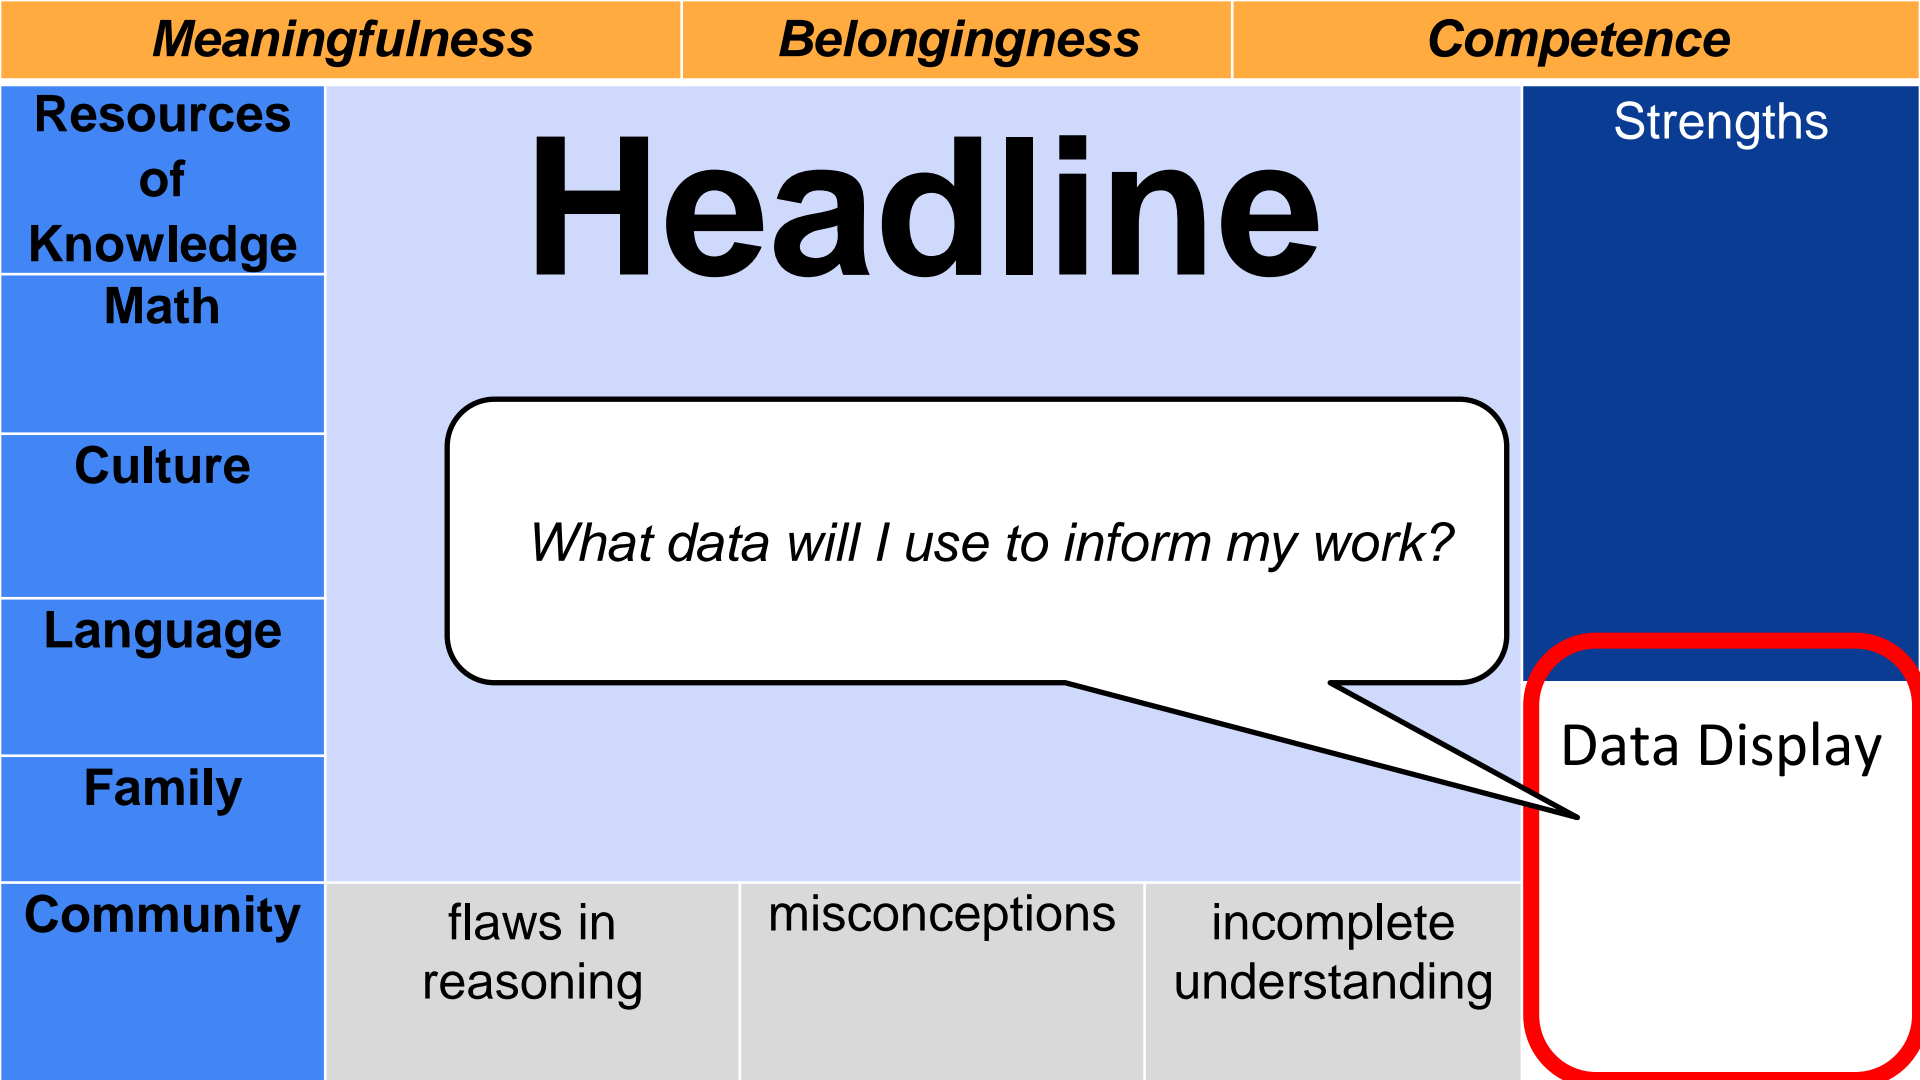 Meaningfulness
Belongingness
Competence
Resources
of
Knowledge
Math
Culture
Language
Family
Community
Headline
What data will I use to inform my work?
Strengths
Data Display
flaws in
reasoning
misconceptions
incomplete
understanding